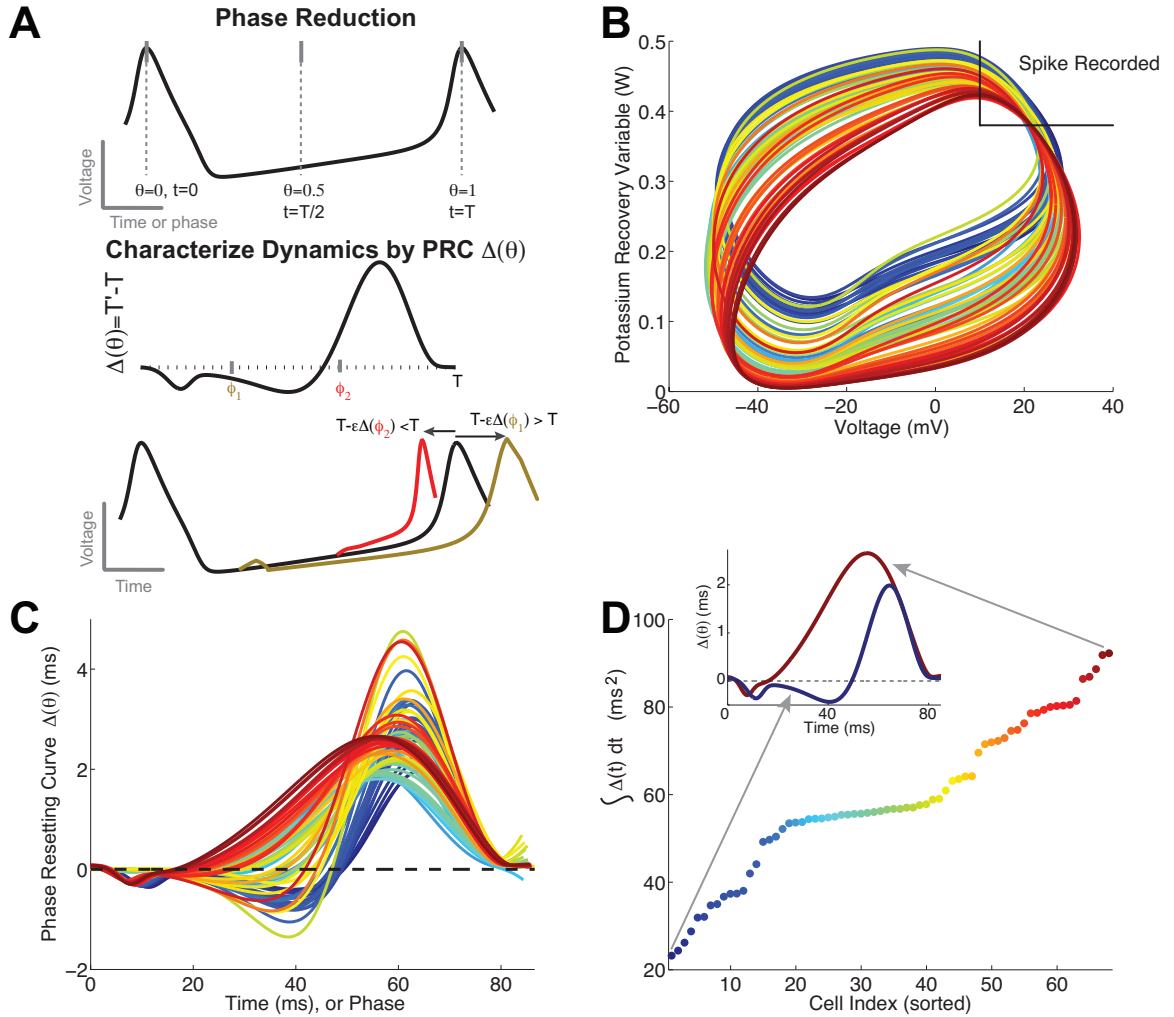 A
Phase Reduction
Voltage
θ=0, t=0
θ=0.5
t=T/2
θ=1
t=T
Time or phase
Characterize Dynamics by PRC Δ(θ)
Δ(θ)=T'-T
ϕ1
ϕ2
T
T-εΔ(ϕ2) <T
T-εΔ(ϕ1) > T
Voltage
Time
B
Spike Recorded
Potassium Recovery Variable (W)
0.5
0.4
0.3
0.2
0.1
0
−60
−40
−20
0
20
40
Voltage (mV)
C
Phase Resetting Curve Δ(θ) (ms)
4
2
0
−2
0
20
40
60
80
Time (ms), or Phase
D
Δ(θ) (ms)
2
1
0
0
40
80
Time (ms)
∫ Δ(t) dt (ms²)
100
80
60
40
20
10
20
30
40
50
60
Cell Index (sorted)